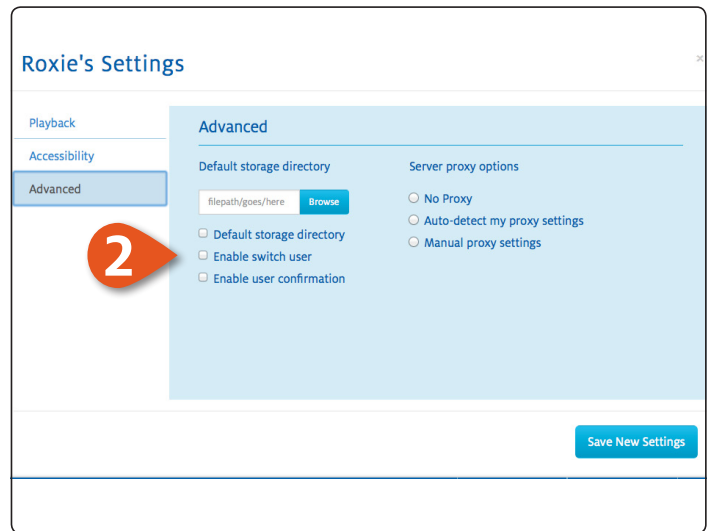 Roxie's Settings
×
Playback
Accessibility
Advanced
Advanced
Default storage directory
filepath/goes/here
Browse
Default storage directory
Enable switch user
Enable user confirmation
2
Server proxy options
No Proxy
Auto-detect my proxy settings
Manual proxy settings
Save New Settings